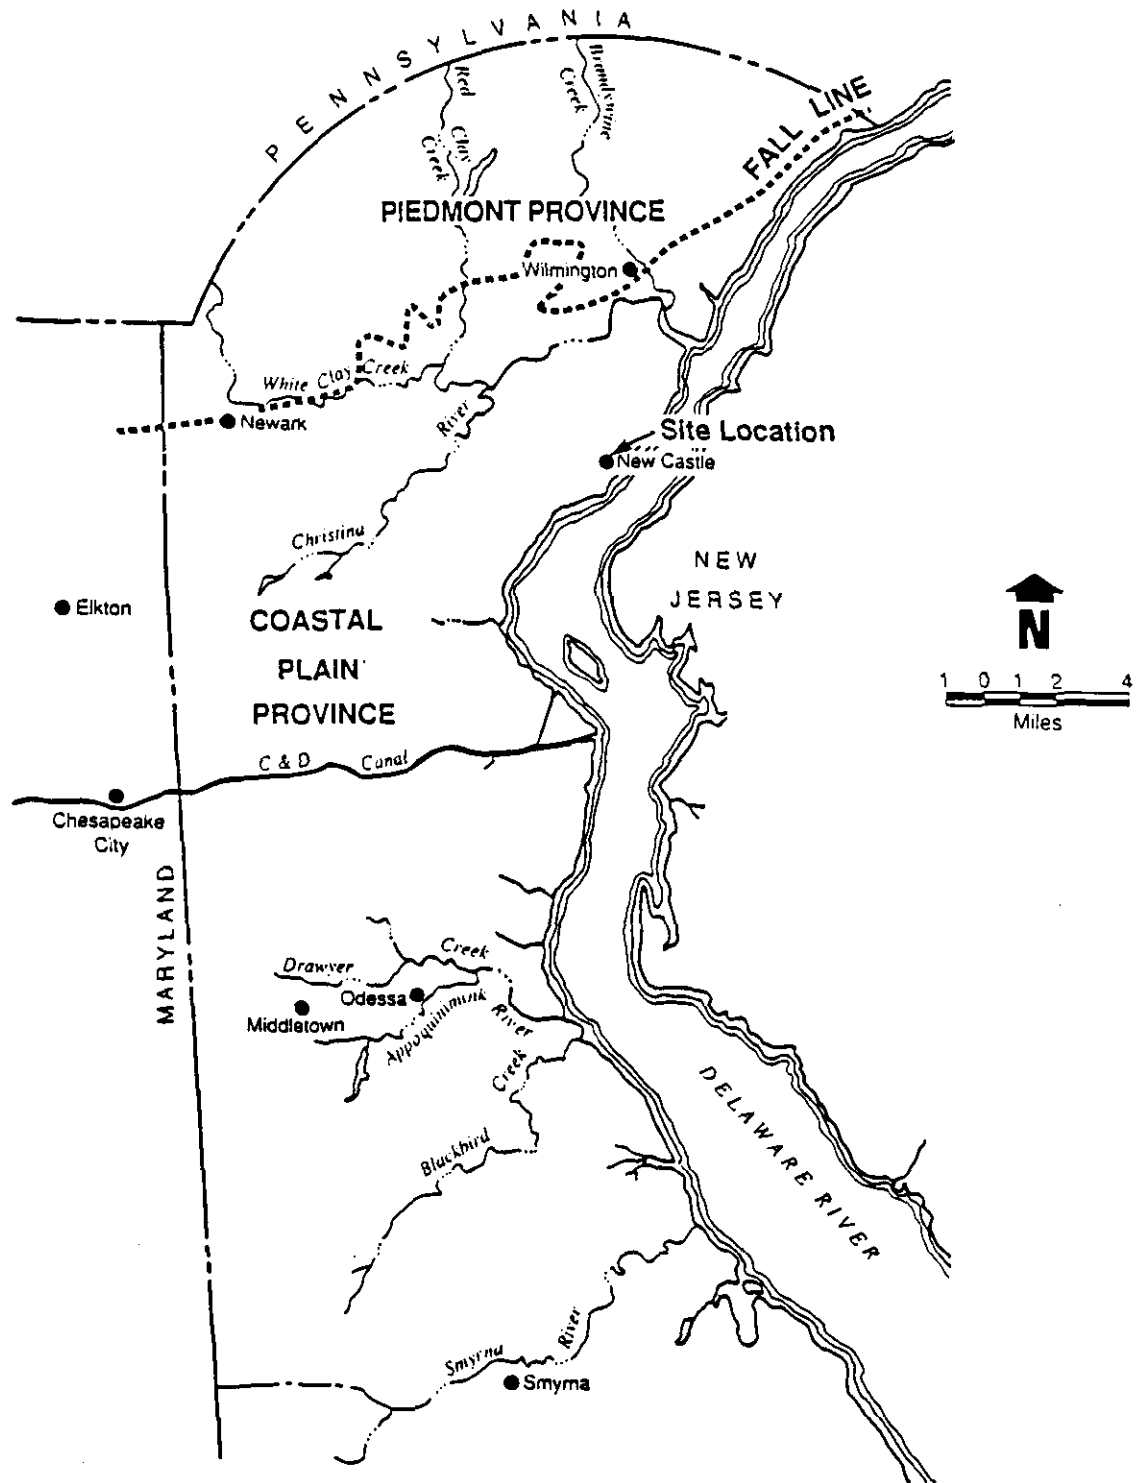 PENNSYLVANIA
Red
Clay
Creek
Brandywine
Creek
FALL LINE
PIEDMONT PROVINCE
Wilmington
White Clay Creek
Newark
River
Christina
Site Location
New Castle
NEW
JERSEY
Elkton
COASTAL
PLAIN
PROVINCE
N
1 0 1 2 4
Miles
C & D Canal
Chesapeake
City
MARYLAND
Drawyer
Creek
Odessa
Middletown
Appoquinimink
River
Creek
Blackbird
DELAWARE RIVER
Smyrna
River
Smyrna